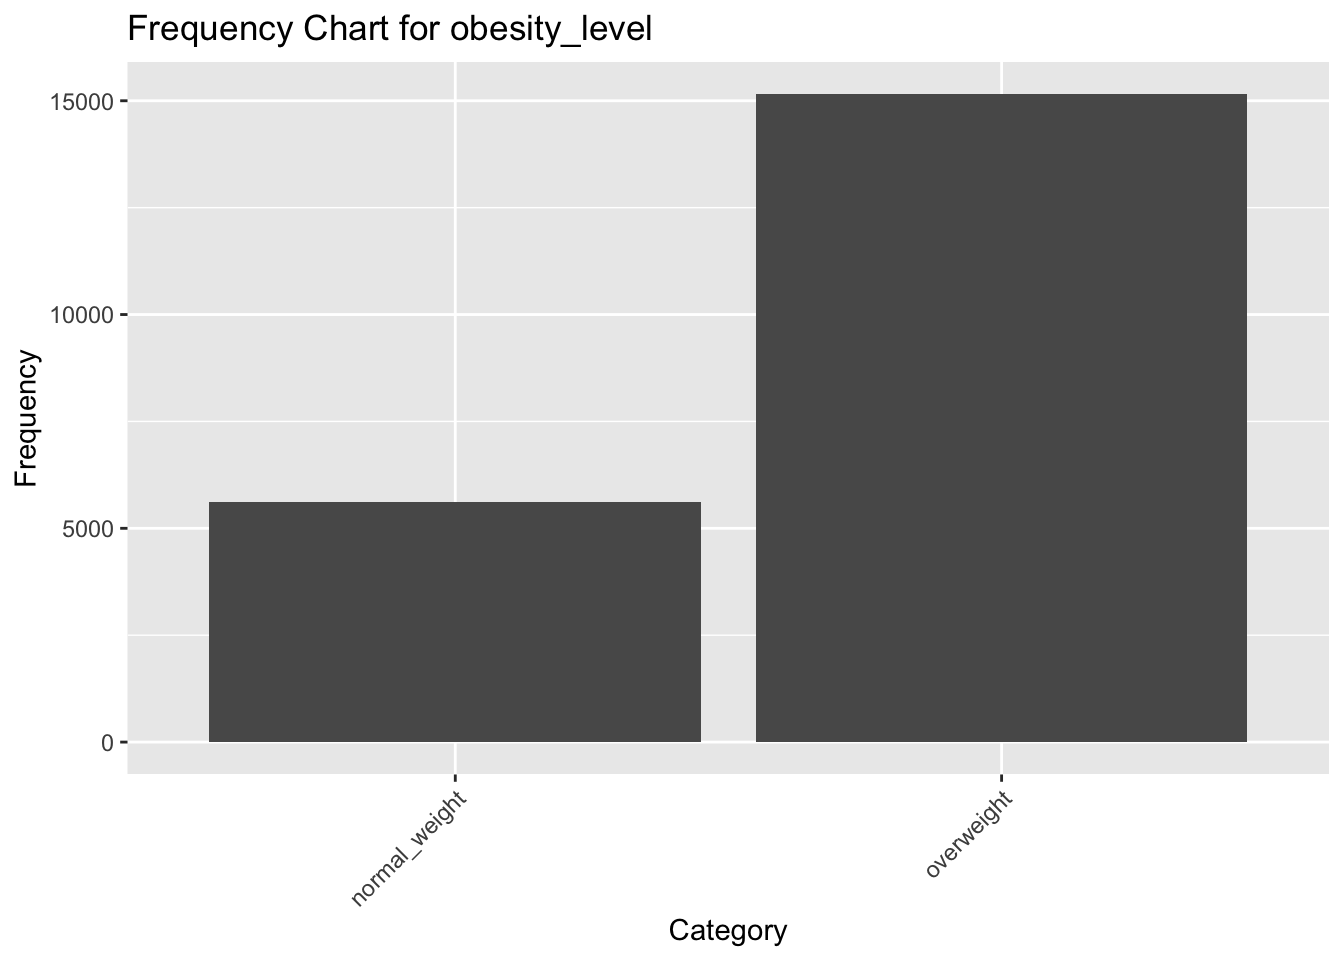 Frequency Chart for obesity_level
Frequency
15000
10000
5000
0
normal_weight
overweight
Category